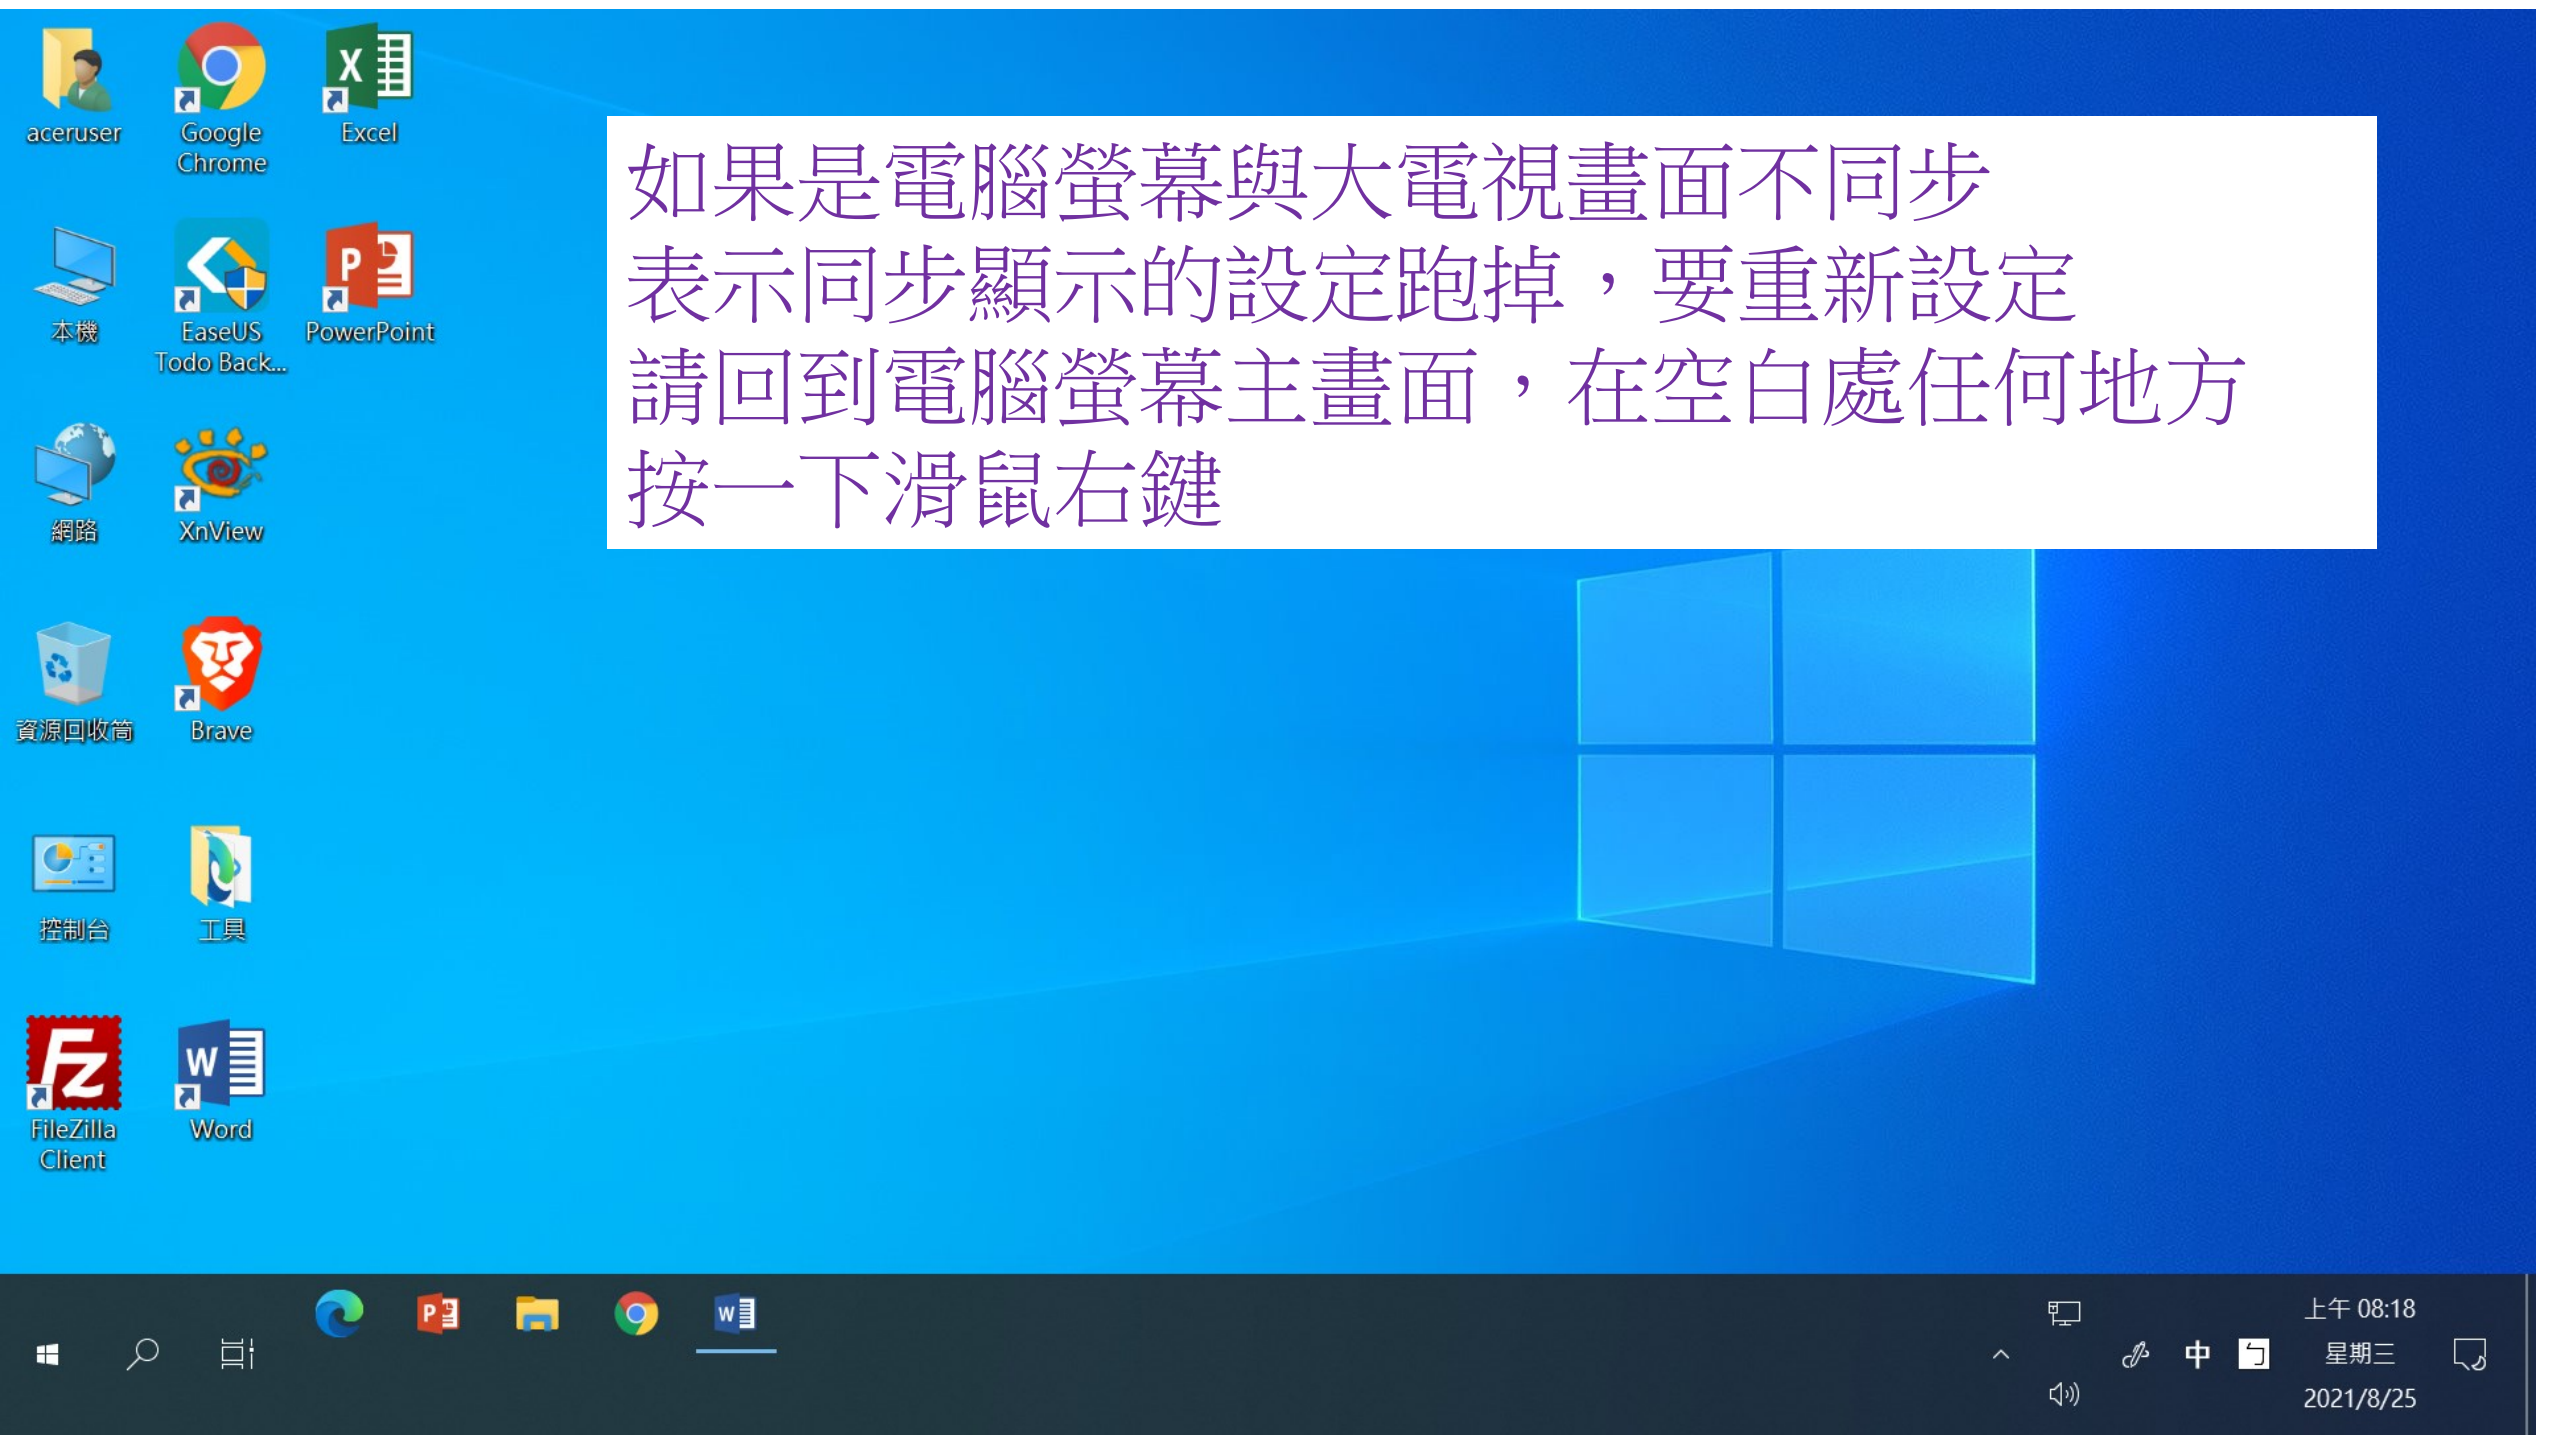 aceruser
Google
Chrome
Excel
如果是電腦螢幕與大電視畫面不同步
表示同步顯示的設定跑掉，要重新設定
請回到電腦螢幕主畫面，在空白處任何地方
按一下滑鼠右鍵
本機
EaseUS
Todo Back...
PowerPoint
網路
XnView
資源回收筒
Brave
控制台
工具
FileZilla
Client
Word
中
ㄅ
上午 08:18
星期三
2021/8/25